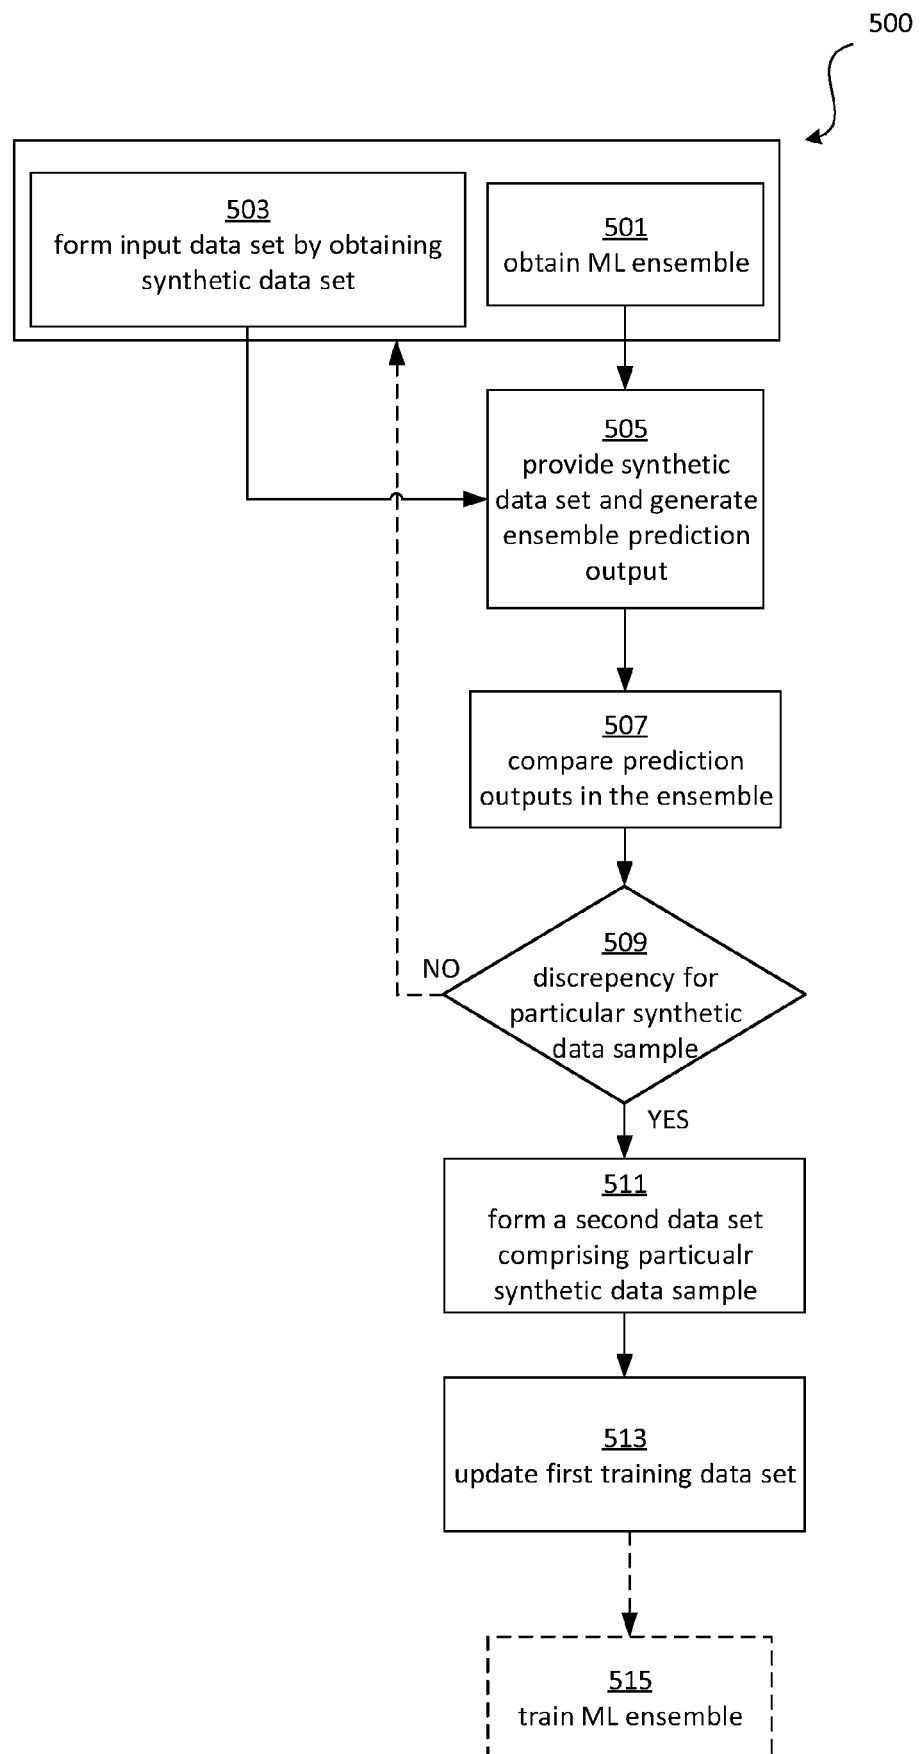 500
503
form input data set by obtaining
synthetic data set
501
obtain ML ensemble
505
provide synthetic
data set and generate
ensemble prediction
output
507
compare prediction
outputs in the ensemble
509
discrepency for
particular synthetic
data sample
NO
YES
511
form a second data set
comprising particualr
synthetic data sample
513
update first training data set
515
train ML ensemble